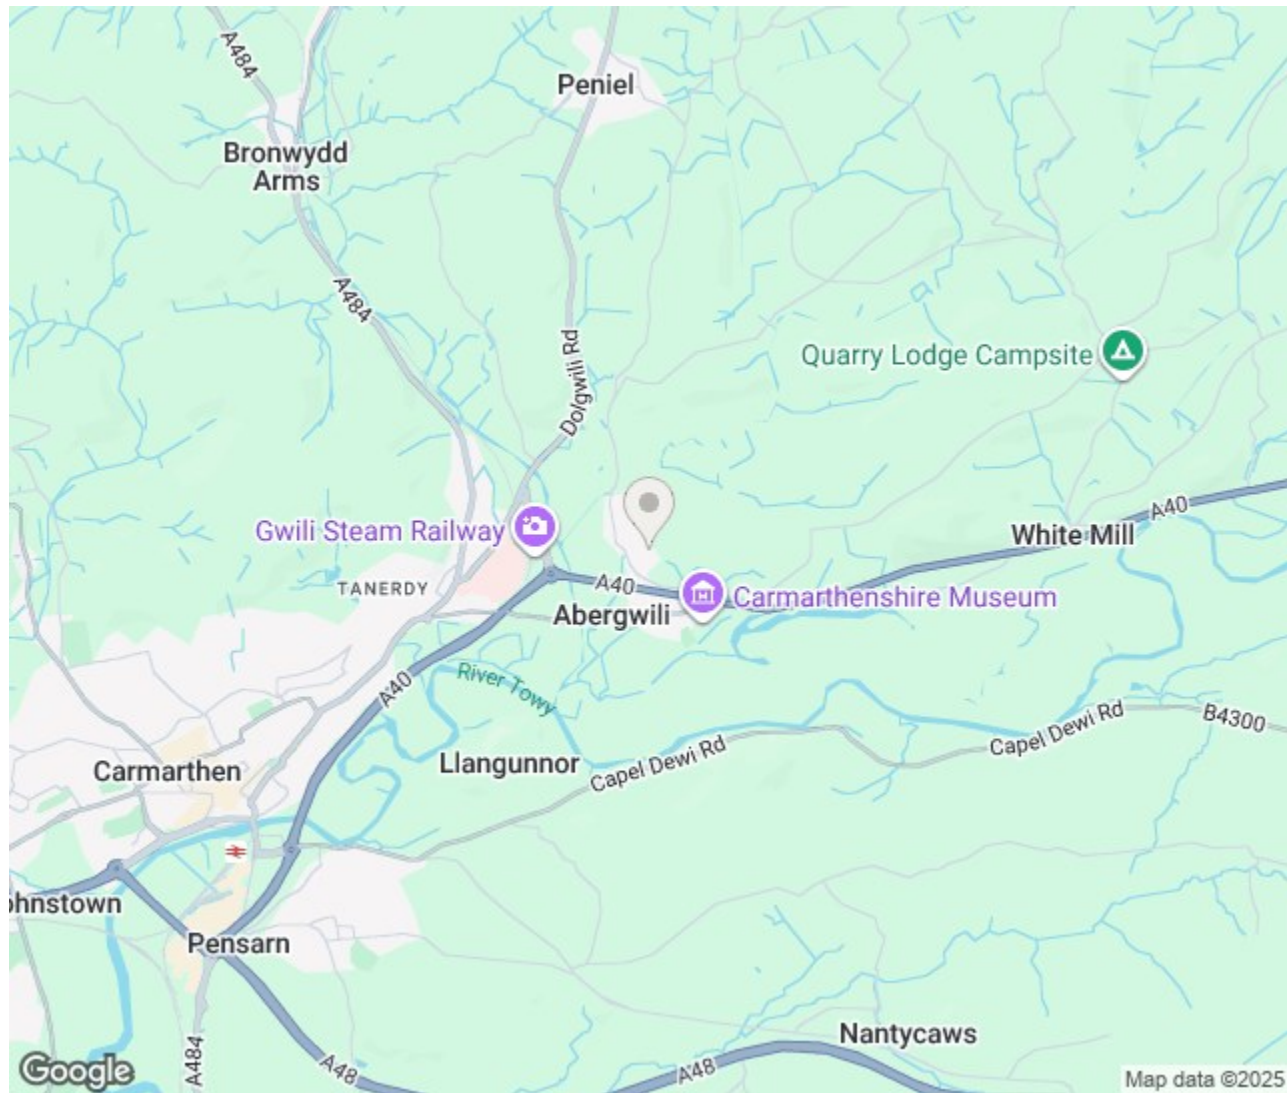 A484
Peniel
Bronwydd
Arms
A484
Dolgwili Rd
Quarry Lodge Campsite
Gwili Steam Railway
A40
White Mill
TANERDY
A40
Carmarthenshire Museum
Abergwili
River Towy
A40
Capel Dewi Rd
B4300
Llangunnor
Capel Dewi Rd
Carmarthen
ohnstown
Pensarn
Nantycaws
A484
A48
A48
Google
Map data ©2025